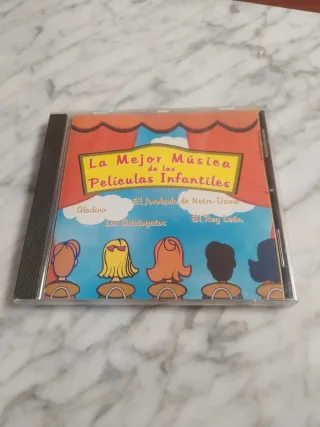 La Mejor Música
de las
Películas Infantiles
El Jorobado de Notre-Dame
Aladino
Los Aristogatos
El Rey León